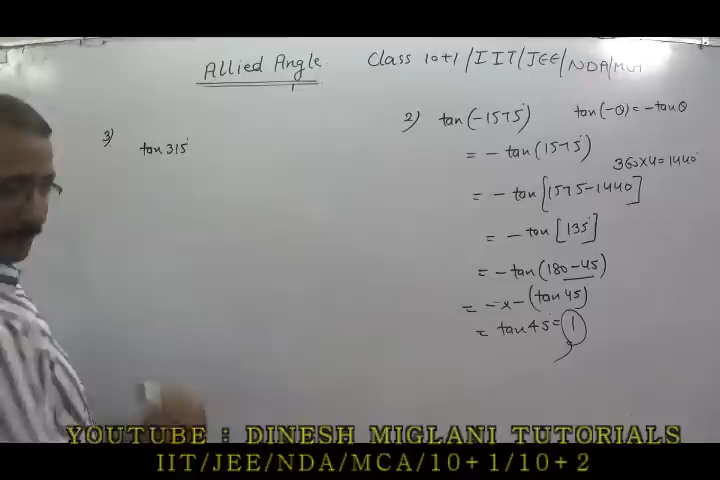 Allied Angle Class 10+1/IIT/JEE/NDA/MCA
3) tan 315°
2) tan(-1575°) tan(-θ) = -tanθ
= - tan(1575°)
360×4=1440°
= - tan[1575-1440]
= - tan[135°]
= - tan(180-45)
= -x-(tan 45)
= tan 45° = 1
YOUTUBE : DINESH MIGLANI TUTORIALS
IIT/JEE/NDA/MCA/10+1/10+2